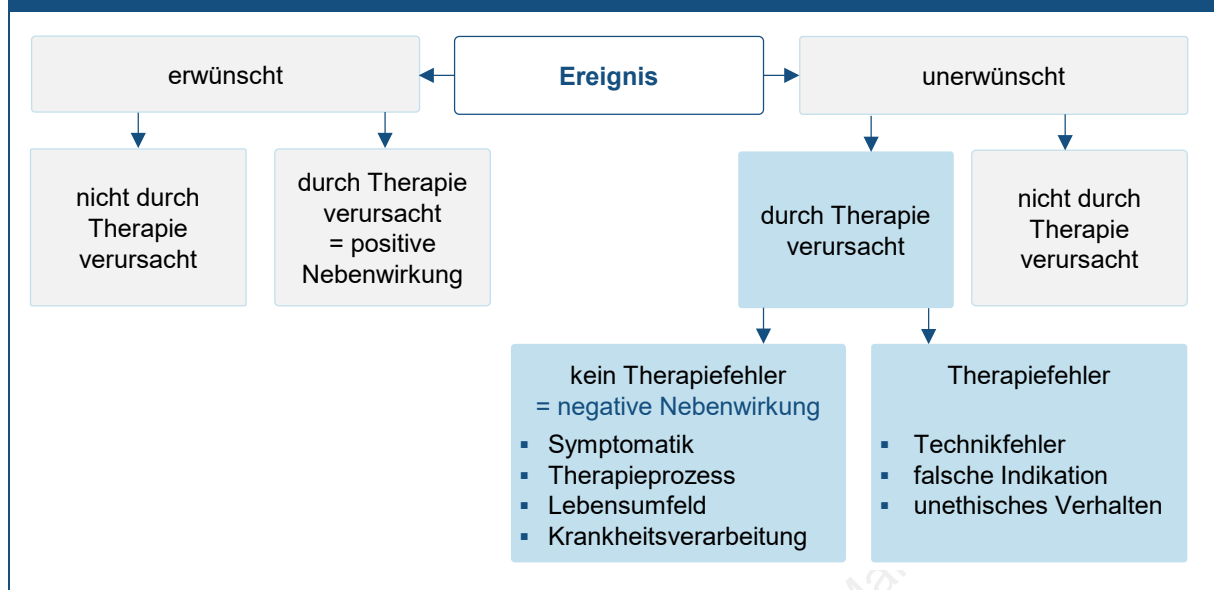 erwünscht
Ereignis
unerwünscht
nicht durch
Therapie
verursacht
durch Therapie
verursacht
= positive
Nebenwirkung
durch Therapie
verursacht
nicht durch
Therapie
verursacht
kein Therapiefehler
= negative Nebenwirkung
▪ Symptomatik
▪ Therapieprozess
▪ Lebensumfeld
▪ Krankheitsverarbeitung
Therapiefehler
▪ Technikfehler
▪ falsche Indikation
▪ unethisches Verhalten